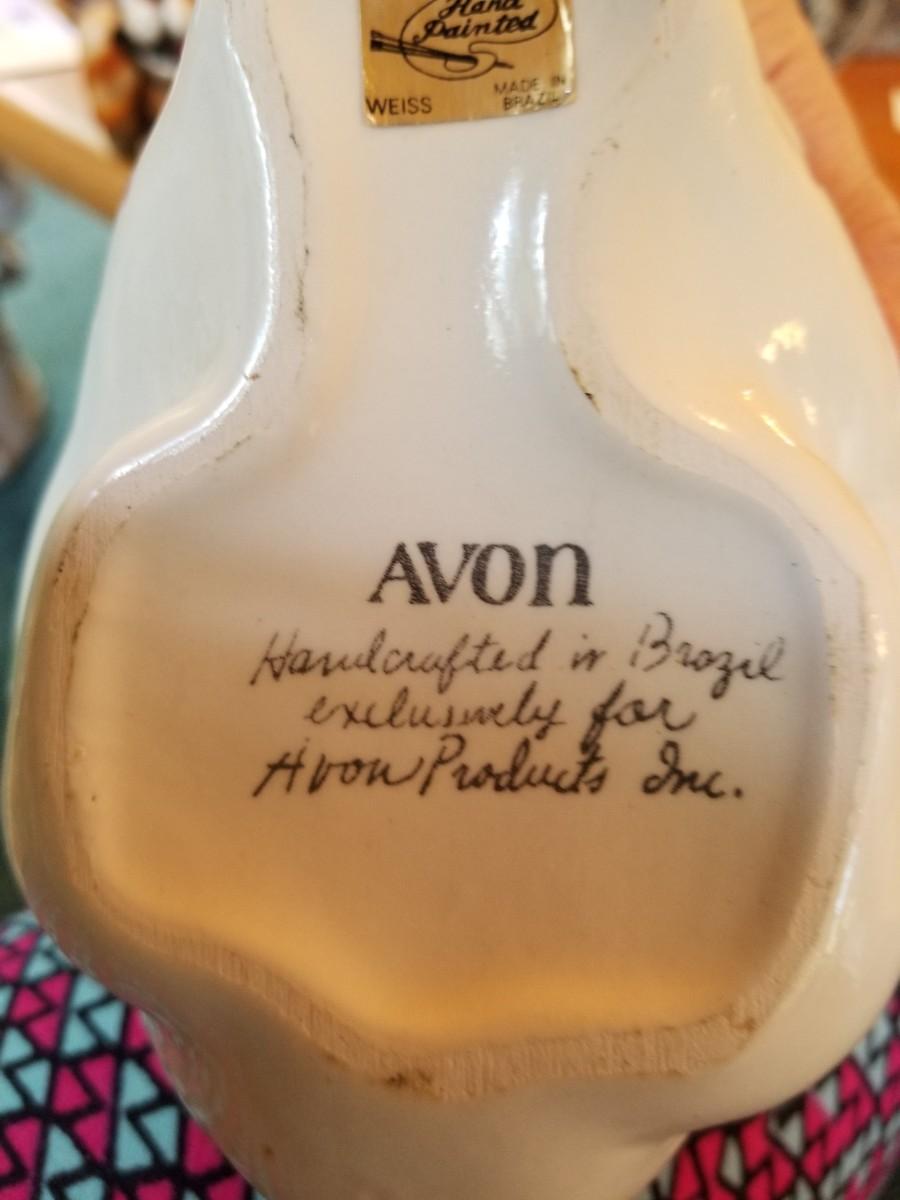 Hand
Painted
WEISS MADE IN
BRAZIL
AVON
Handcrafted in Brazil
exclusively for
Avon Products Inc.